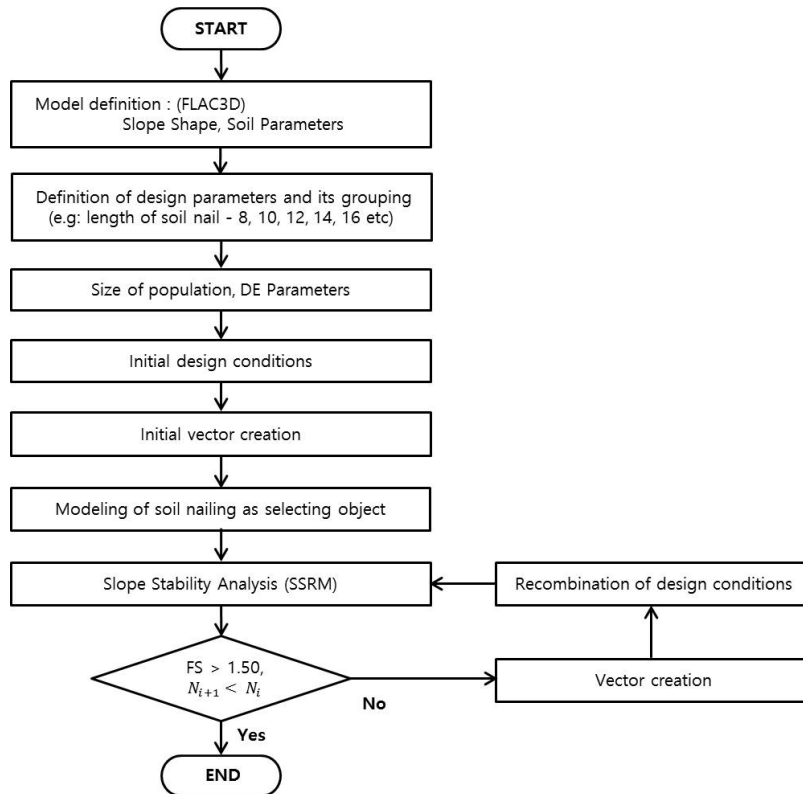 START
Model definition : (FLAC3D)
Slope Shape, Soil Parameters
Definition of design parameters and its grouping
(e.g: length of soil nail - 8, 10, 12, 14, 16 etc)
Size of population, DE Parameters
Initial design conditions
Initial vector creation
Modeling of soil nailing as selecting object
Slope Stability Analysis (SSRM)
Recombination of design conditions
FS > 1.50,
N_{i+1} < N_i
Vector creation
No
Yes
END